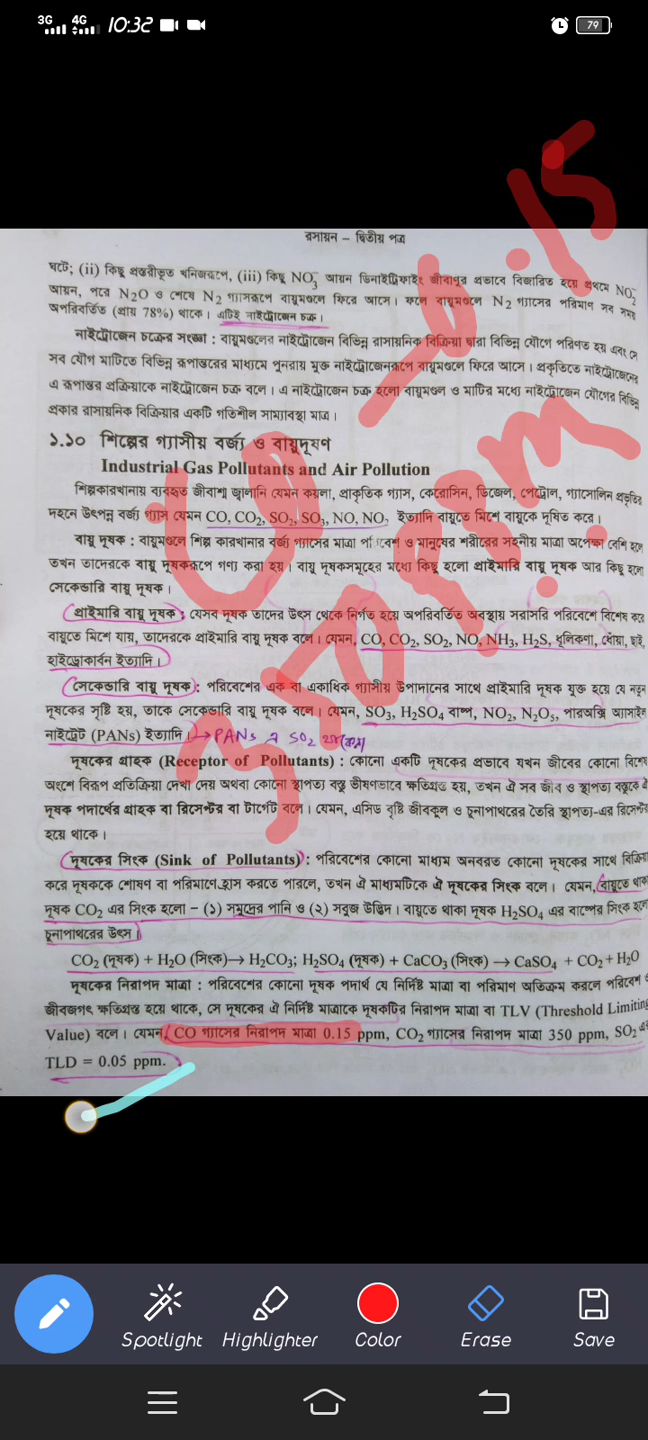 3G 4G 10:32 79
রসায়ন – দ্বিতীয় পত্র
ঘটে; (ii) কিছু প্রস্তরীভূত খনিজরূপে, (iii) কিছু NO₃⁻ আয়ন ডিনাইট্রিফাইং জীবাণুর প্রভাবে বিজারিত হয়ে প্রথমে NO₂⁻
আয়ন, পরে N₂O ও শেষে N₂ গ্যাসরূপে বায়ুমণ্ডলে ফিরে আসে। ফলে বায়ুমণ্ডলে N₂ গ্যাসের পরিমাণ সব সময়
অপরিবর্তিত (প্রায় 78%) থাকে। এটিই নাইট্রোজেন চক্র।
নাইট্রোজেন চক্রের সংজ্ঞা : বায়ুমণ্ডলের নাইট্রোজেন বিভিন্ন রাসায়নিক বিক্রিয়া দ্বারা বিভিন্ন যৌগে পরিণত হয় এবং সে
সব যৌগ মাটিতে বিভিন্ন রূপান্তরের মাধ্যমে পুনরায় মুক্ত নাইট্রোজেনরূপে বায়ুমণ্ডলে ফিরে আসে। প্রকৃতিতে নাইট্রোজেনের
এ রূপান্তর প্রক্রিয়াকে নাইট্রোজেন চক্র বলে। এ নাইট্রোজেন চক্র হলো বায়ুমণ্ডল ও মাটির মধ্যে নাইট্রোজেন যৌগের বিভিন্ন
প্রকার রাসায়নিক বিক্রিয়ার একটি গতিশীল সাম্যাবস্থা মাত্র।
১.১০ শিল্পের গ্যাসীয় বর্জ্য ও বায়ুদূষণ
Industrial Gas Pollutants and Air Pollution
শিল্পকারখানায় ব্যবহৃত জীবাশ্ম জ্বালানি যেমন কয়লা, প্রাকৃতিক গ্যাস, কেরোসিন, ডিজেল, পেট্রোল, গ্যাসোলিন প্রভৃতির
দহনে উৎপন্ন বর্জ্য গ্যাস যেমন CO, CO₂, SO₂, SO₃, NO, NO₂ ইত্যাদি বায়ুতে মিশে বায়ুকে দূষিত করে।
বায়ু দূষক : বায়ুমণ্ডলে শিল্প কারখানার বর্জ্য গ্যাসের মাত্রা পরিবেশ ও মানুষের শরীরের সহনীয় মাত্রা অপেক্ষা বেশি হলে
তখন তাদেরকে বায়ু দূষকরূপে গণ্য করা হয়। বায়ু দূষকসমূহের মধ্যে কিছু হলো প্রাইমারি বায়ু দূষক আর কিছু হলো
সেকেন্ডারি বায়ু দূষক।
প্রাইমারি বায়ু দূষক : যেসব দূষক তাদের উৎস থেকে নির্গত হয়ে অপরিবর্তিত অবস্থায় সরাসরি পরিবেশে বিশেষ করে
বায়ুতে মিশে যায়, তাদেরকে প্রাইমারি বায়ু দূষক বলে। যেমন, CO, CO₂, SO₂, NO, NH₃, H₂S, ধূলিকণা, ধোঁয়া, ছাই,
হাইড্রোকার্বন ইত্যাদি।
সেকেন্ডারি বায়ু দূষক : পরিবেশের এক বা একাধিক গ্যাসীয় উপাদানের সাথে প্রাইমারি দূষক যুক্ত হয়ে যে নতুন
দূষকের সৃষ্টি হয়, তাকে সেকেন্ডারি বায়ু দূষক বলে। যেমন, SO₃, H₂SO₄ বাষ্প, NO₂, N₂O₅, পারঅক্সি অ্যাসাইল
নাইট্রেট (PANs) ইত্যাদি। → PANs এ SO₂
দূষকের গ্রাহক (Receptor of Pollutants) : কোনো একটি দূষকের প্রভাবে যখন জীবের কোনো বিশেষ
অংশে বিরূপ প্রতিক্রিয়া দেখা দেয় অথবা কোনো স্থাপত্য বস্তু ভীষণভাবে ক্ষতিগ্রস্ত হয়, তখন ঐ সব জীব ও স্থাপত্য বস্তুকে ঐ
দূষক পদার্থের গ্রাহক বা রিসেপ্টর বা টার্গেট বলে। যেমন, এসিড বৃষ্টি জীবকূল ও চুনাপাথরের তৈরি স্থাপত্য-এর রিসেপ্টর
হয়ে থাকে।
দূষকের সিংক (Sink of Pollutants) : পরিবেশের কোনো মাধ্যম অনবরত কোনো দূষকের সাথে বিক্রিয়া
করে দূষককে শোষণ বা পরিমাণে হ্রাস করতে পারলে, তখন ঐ মাধ্যমটিকে ঐ দূষকের সিংক বলে। যেমন, বায়ুতে থাকা
দূষক CO₂ এর সিংক হলো – (১) সমুদ্রের পানি ও (২) সবুজ উদ্ভিদ। বায়ুতে থাকা দূষক H₂SO₄ এর বাষ্পের সিংক হলো
চুনাপাথরের উৎস।
CO₂ (দূষক) + H₂O (সিংক)→ H₂CO₃; H₂SO₄ (দূষক) + CaCO₃ (সিংক) → CaSO₄ + CO₂ + H₂O
দূষকের নিরাপদ মাত্রা : পরিবেশের কোনো দূষক পদার্থ যে নির্দিষ্ট মাত্রা বা পরিমাণ অতিক্রম করলে পরিবেশ ও
জীবজগৎ ক্ষতিগ্রস্ত হয়ে থাকে, সে দূষকের ঐ নির্দিষ্ট মাত্রাকে দূষকটির নিরাপদ মাত্রা বা TLV (Threshold Limiting
Value) বলে। যেমন, CO গ্যাসের নিরাপদ মাত্রা 0.15 ppm, CO₂ গ্যাসের নিরাপদ মাত্রা 350 ppm, SO₂ এর
TLD = 0.05 ppm.
Spotlight Highlighter Color Erase Save